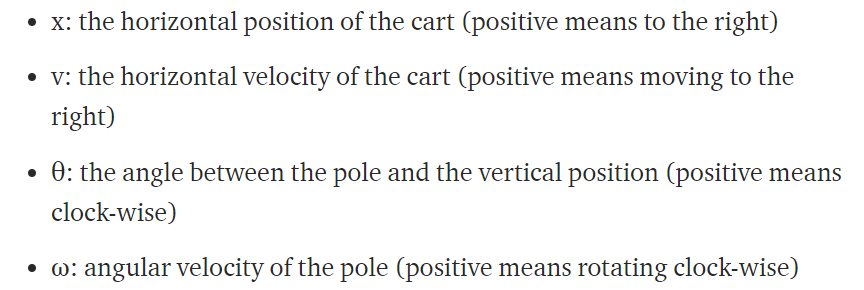 • x: the horizontal position of the cart (positive means to the right)
• v: the horizontal velocity of the cart (positive means moving to the
right)
• θ: the angle between the pole and the vertical position (positive means
clock-wise)
• ω: angular velocity of the pole (positive means rotating clock-wise)